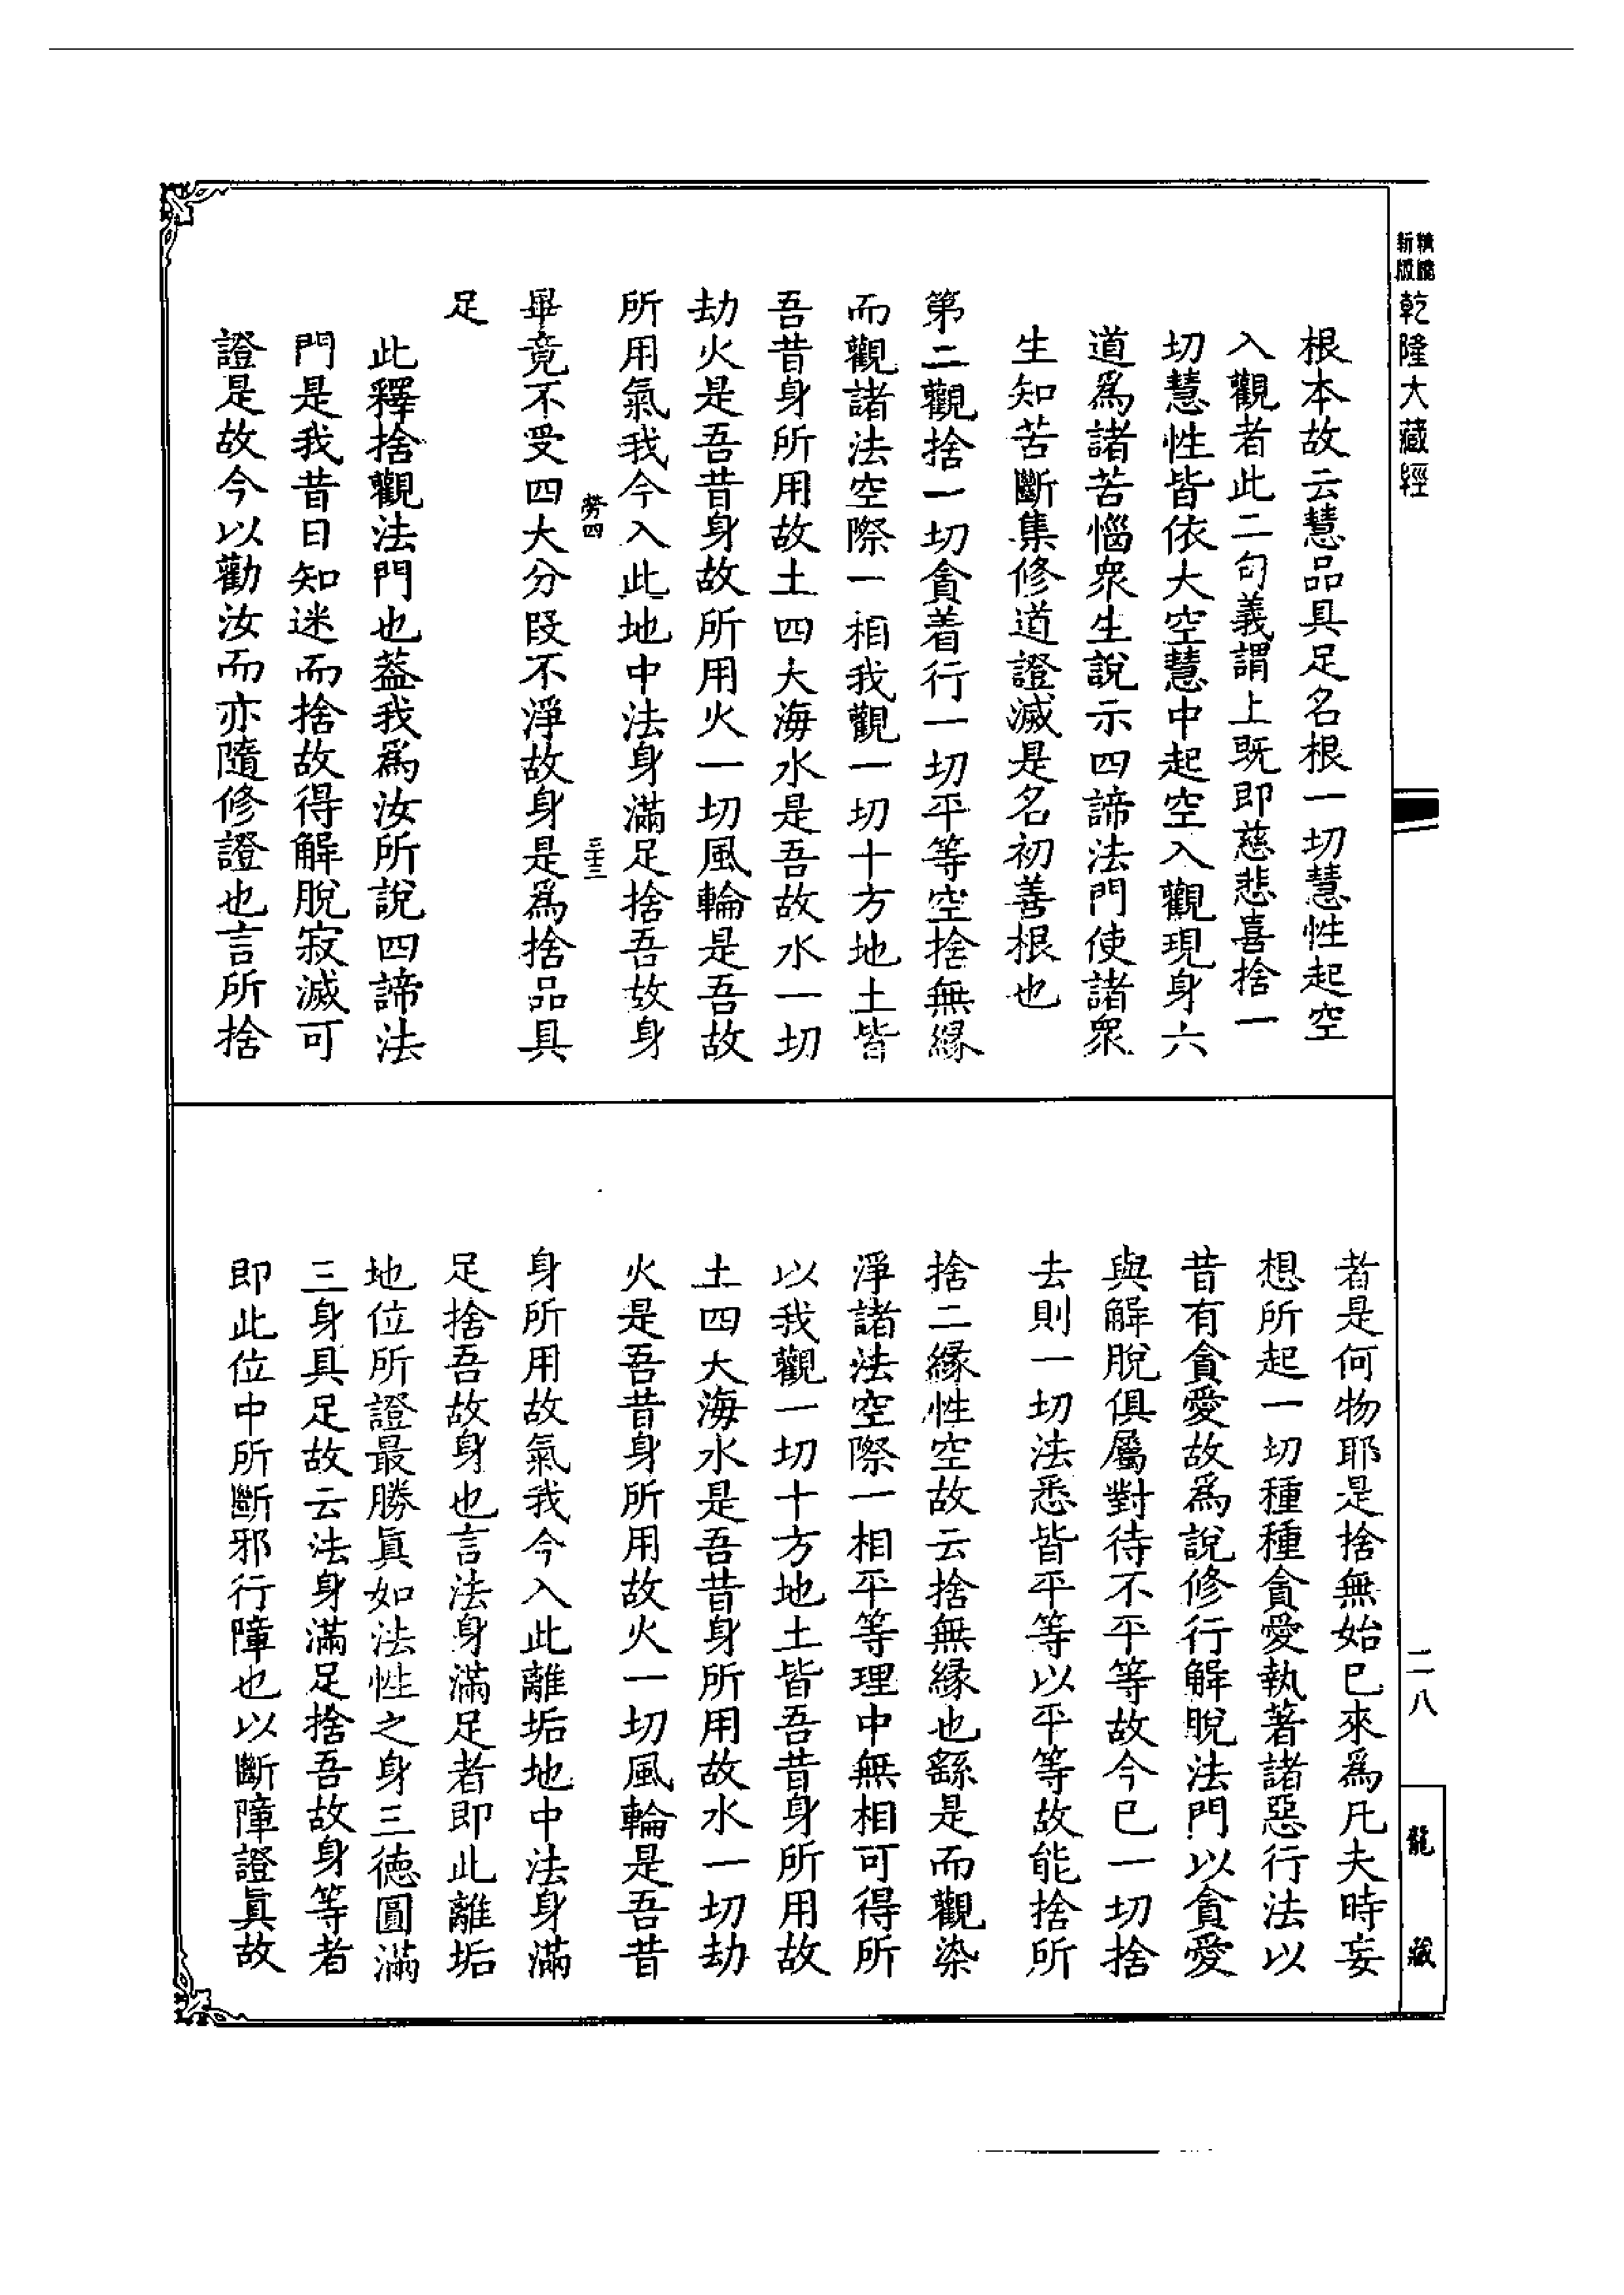 精縮
新版
乾隆大藏經
根本故云慧品具足名根一切慧性起空
入觀者此二句義謂上既即慈悲喜捨一
切慧性皆依大空慧中起空入觀現身六
道爲諸苦惱衆生說示四諦法門使諸衆
生知苦斷集修道證滅是名初善根也
第二觀捨一切貪着行一切平等空捨無緣
而觀諸法空際一相我觀一切十方地土皆
吾昔身所用故土四大海水是吾故水一切
劫火是吾昔身故所用火一切風輪是吾故
所用氣我今入此地中法身滿足捨吾故身
勞四
三十三
畢竟不受四大分段不淨故身是爲捨品具
足
此釋捨觀法門也葢我爲汝所說四諦法
門是我昔日知迷而捨故得解脫寂滅可
證是故今以勸汝而亦隨修證也言所捨
者是何物耶是捨無始已來爲凡夫時妄
想所起一切種種貪愛執著諸惡行法以
昔有貪愛故爲說修行解脫法門以貪愛
與解脫俱屬對待不平等故今已一切捨
去則一切法悉皆平等以平等故能捨所
捨二緣性空故云捨無緣也繇是而觀染
淨諸法空際一相平等理中無相可得所
以我觀一切十方地土皆吾昔身所用故
土四大海水是吾昔身所用故水一切劫
火是吾昔身所用故火一切風輪是吾昔
身所用故氣我今入此離垢地中法身滿
足捨吾故身也言法身滿足者即此離垢
地位所證最勝眞如法性之身三德圓滿
三身具足故云法身滿足捨吾故身等者
即此位中所斷邪行障也以斷障證眞故
二八
龍藏